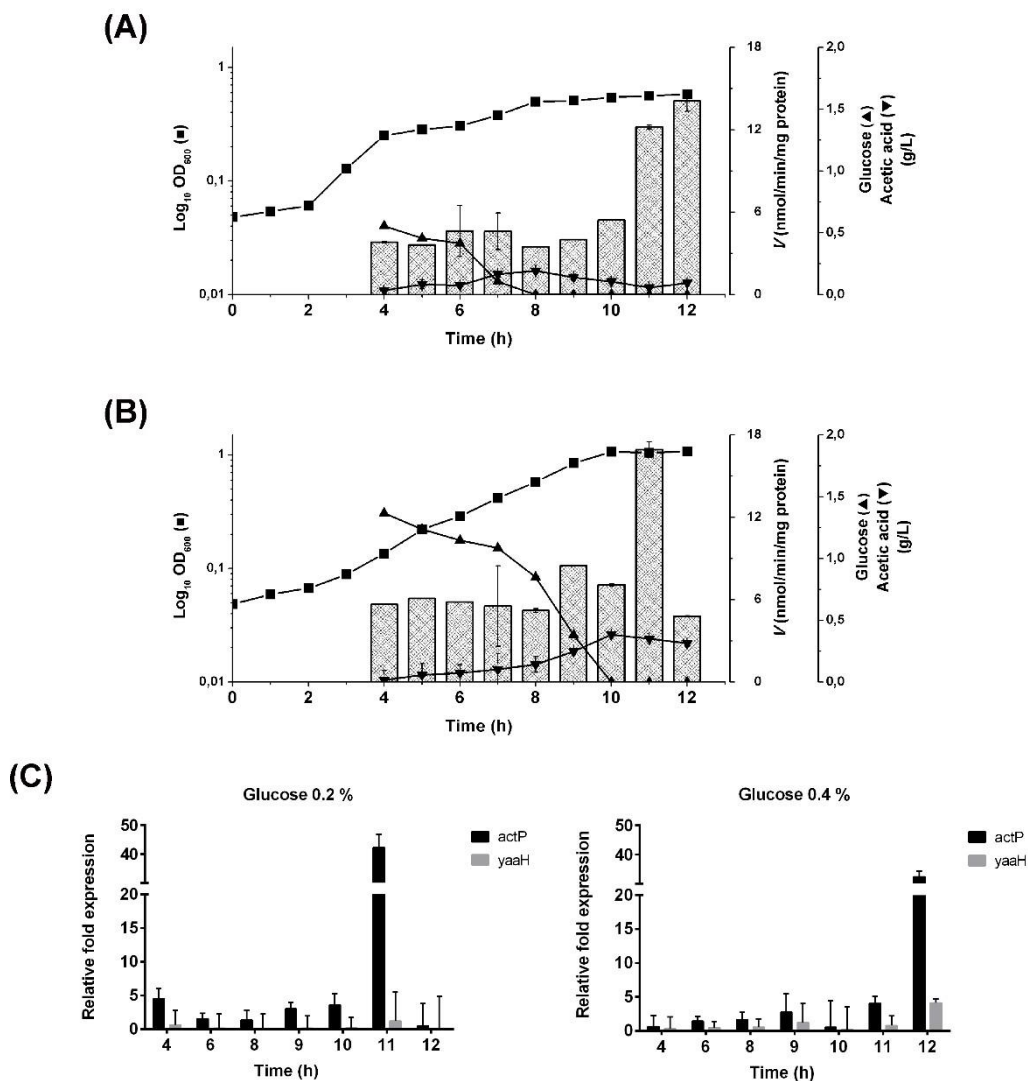 (A)
1
0,1
0,01
Log10 OD600 (■)
0 2 4 6 8 10 12
Time (h)
18
12
6
0
V (nmol/min/mg protein)
2,0
1,5
1,0
0,5
0,0
Glucose (▲)
Acetic acid (▼)
(g/L)
(B)
1
0,1
0,01
Log10 OD600 (■)
0 2 4 6 8 10 12
Time (h)
18
12
6
0
V (nmol/min/mg protein)
2,0
1,5
1,0
0,5
0,0
Glucose (▲)
Acetic acid (▼)
(g/L)
(C)
Glucose 0.2 %
50
40
30
20
15
10
5
0
Relative fold expression
4 6 8 9 10 11 12
Time (h)
actP
yaaH
Glucose 0.4 %
50
40
30
20
15
10
5
0
Relative fold expression
4 6 8 9 10 11 12
Time (h)
actP
yaaH